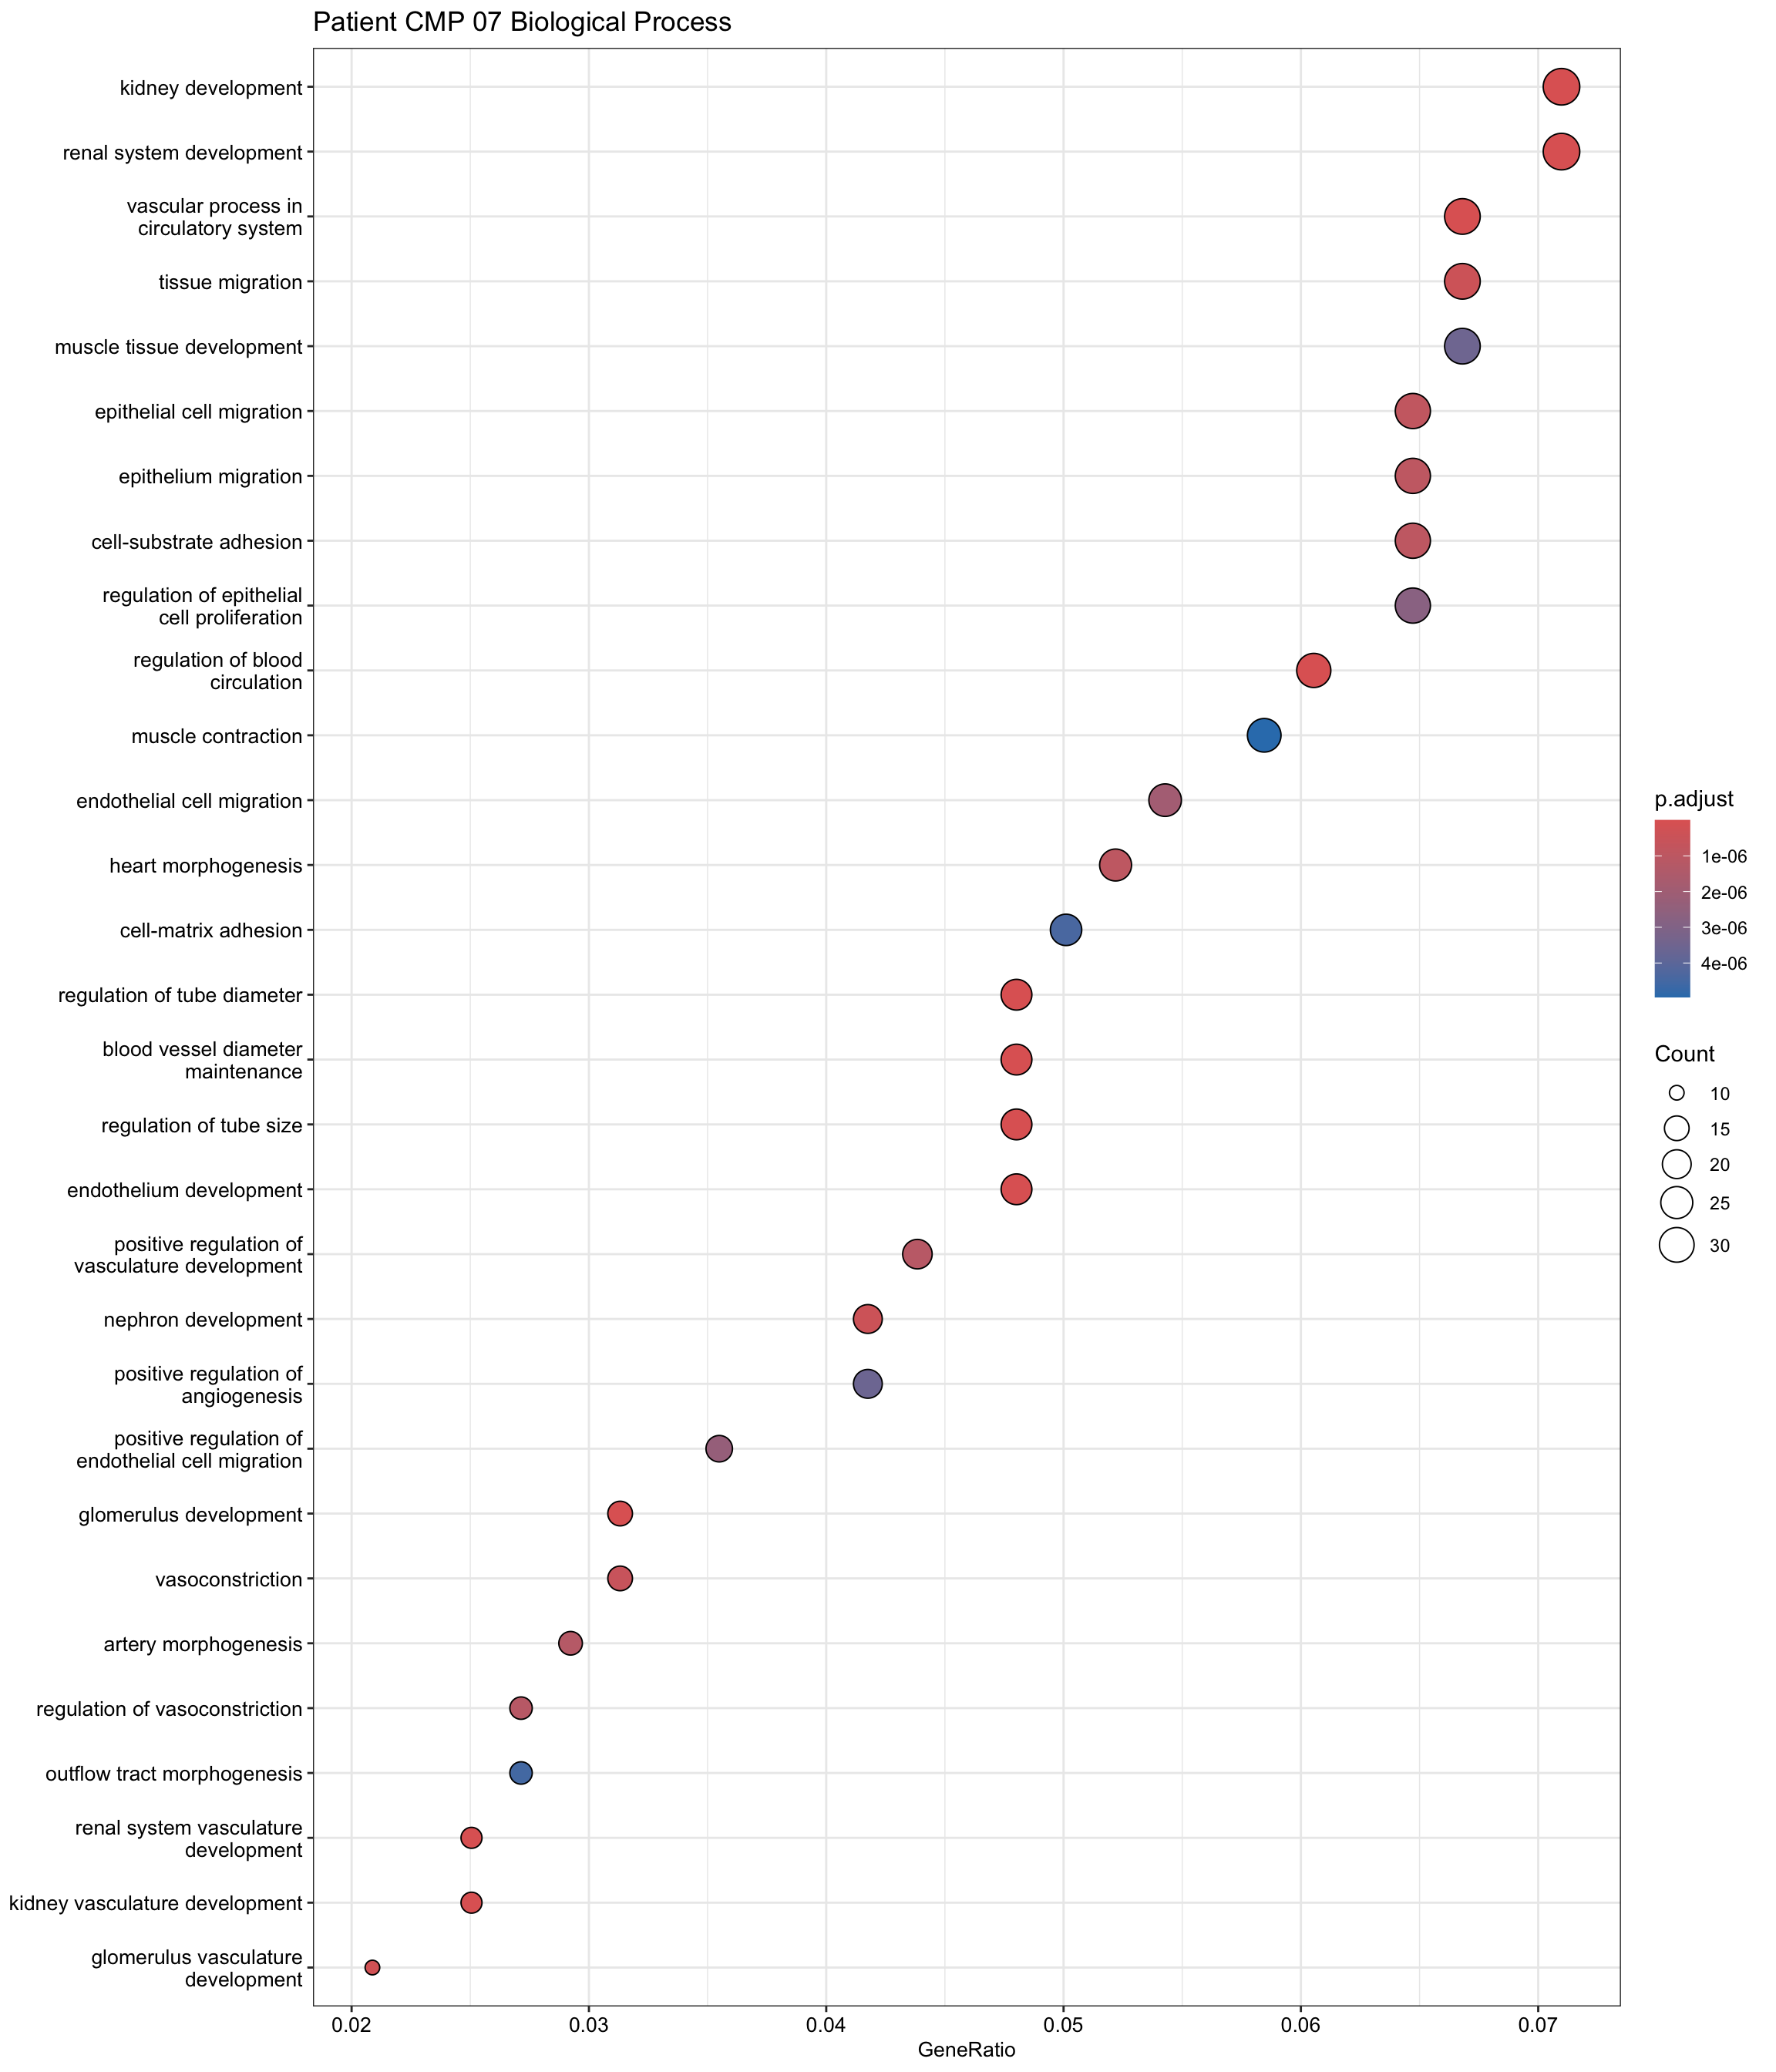 Patient CMP 07 Biological Process
kidney development
renal system development
vascular process in
circulatory system
tissue migration
muscle tissue development
epithelial cell migration
epithelium migration
cell-substrate adhesion
regulation of epithelial
cell proliferation
regulation of blood
circulation
muscle contraction
endothelial cell migration
heart morphogenesis
cell-matrix adhesion
regulation of tube diameter
blood vessel diameter
maintenance
regulation of tube size
endothelium development
positive regulation of
vasculature development
nephron development
positive regulation of
angiogenesis
positive regulation of
endothelial cell migration
glomerulus development
vasoconstriction
artery morphogenesis
regulation of vasoconstriction
outflow tract morphogenesis
renal system vasculature
development
kidney vasculature development
glomerulus vasculature
development
0.02 0.03 0.04 0.05 0.06 0.07
GeneRatio
p.adjust
1e-06
2e-06
3e-06
4e-06
Count
10
15
20
25
30